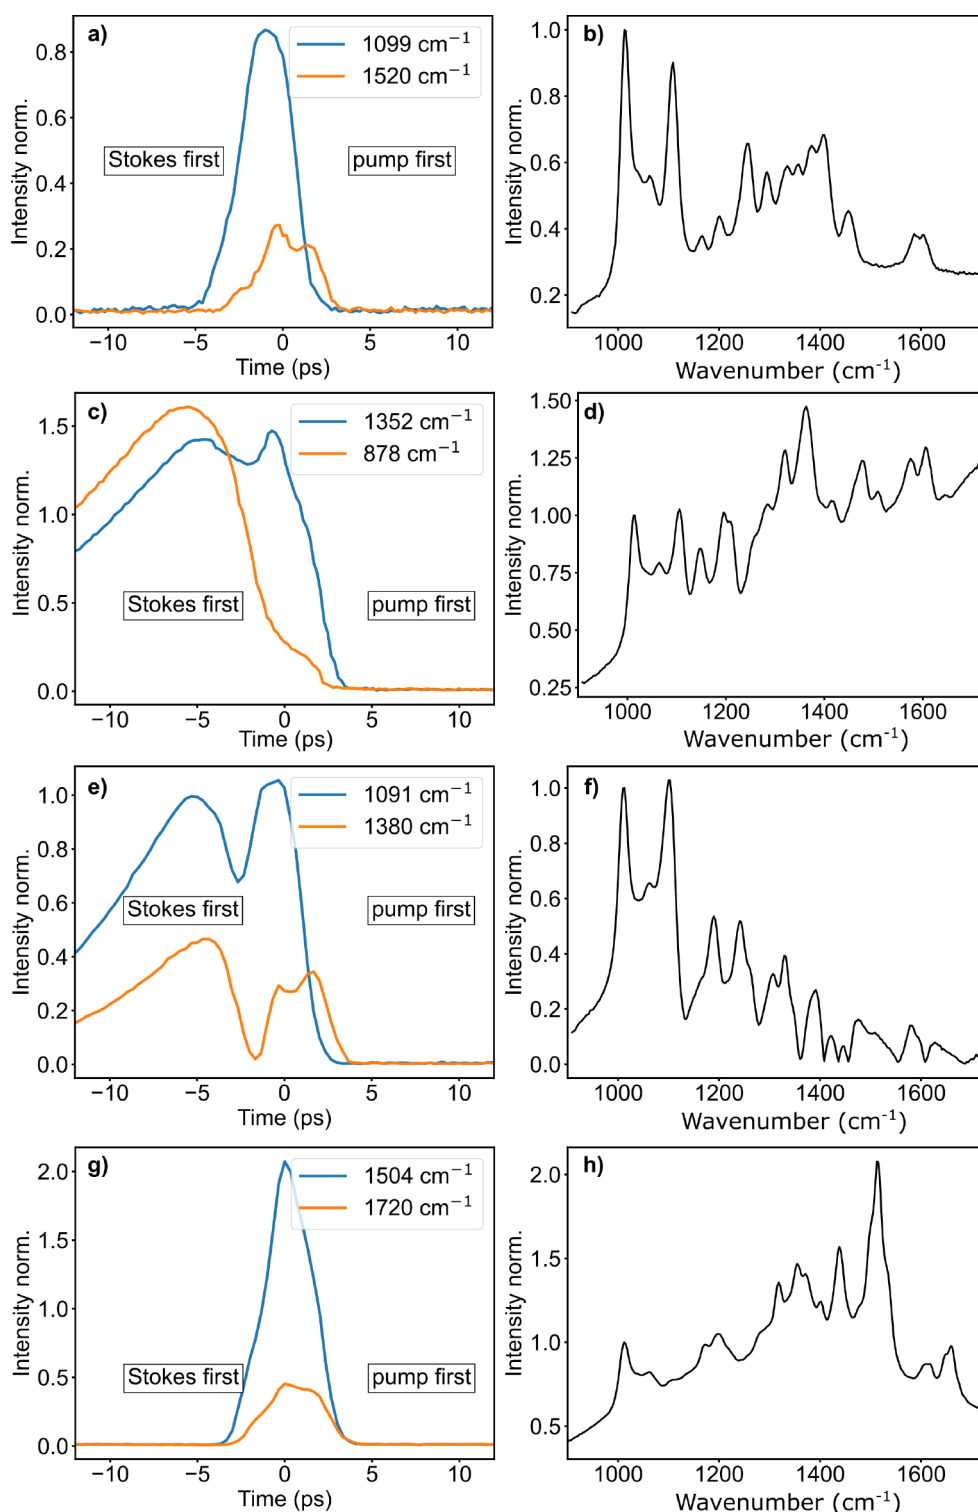 a)
1099 cm⁻¹
1520 cm⁻¹
Stokes first
pump first
Intensity norm.
0.8
0.6
0.4
0.2
0.0
−10 −5 0 5 10
Time (ps)
b)
Intensity norm.
1.0
0.8
0.6
0.4
0.2
1000 1200 1400 1600
Wavenumber (cm⁻¹)
c)
1352 cm⁻¹
878 cm⁻¹
Stokes first
pump first
Intensity norm.
1.5
1.0
0.5
0.0
−10 −5 0 5 10
Time (ps)
d)
Intensity norm.
1.50
1.25
1.00
0.75
0.50
0.25
1000 1200 1400 1600
Wavenumber (cm⁻¹)
e)
1091 cm⁻¹
1380 cm⁻¹
Stokes first
pump first
Intensity norm.
1.0
0.8
0.6
0.4
0.2
0.0
−10 −5 0 5 10
Time (ps)
f)
Intensity norm.
1.0
0.8
0.6
0.4
0.2
0.0
1000 1200 1400 1600
Wavenumber (cm⁻¹)
g)
1504 cm⁻¹
1720 cm⁻¹
Stokes first
pump first
Intensity norm.
2.0
1.5
1.0
0.5
0.0
−10 −5 0 5 10
Time (ps)
h)
Intensity norm.
2.0
1.5
1.0
0.5
1000 1200 1400 1600
Wavenumber (cm⁻¹)